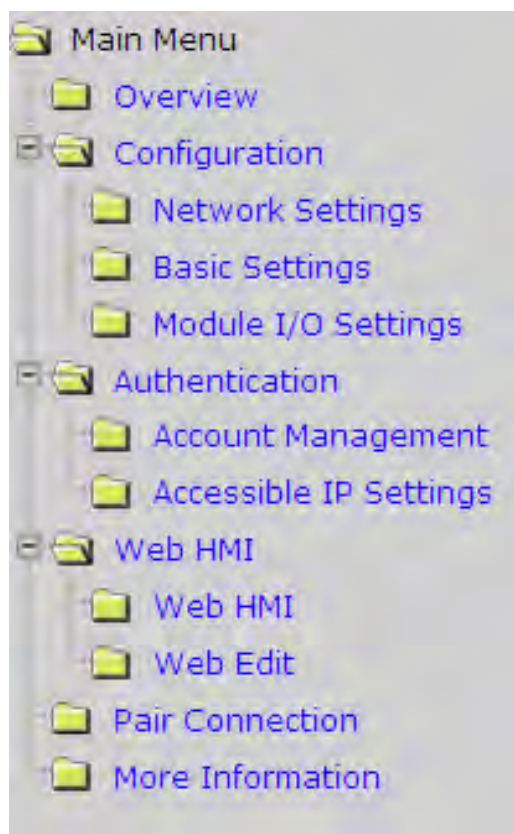 Main Menu
Overview
Configuration
Network Settings
Basic Settings
Module I/O Settings
Authentication
Account Management
Accessible IP Settings
Web HMI
Web HMI
Web Edit
Pair Connection
More Information